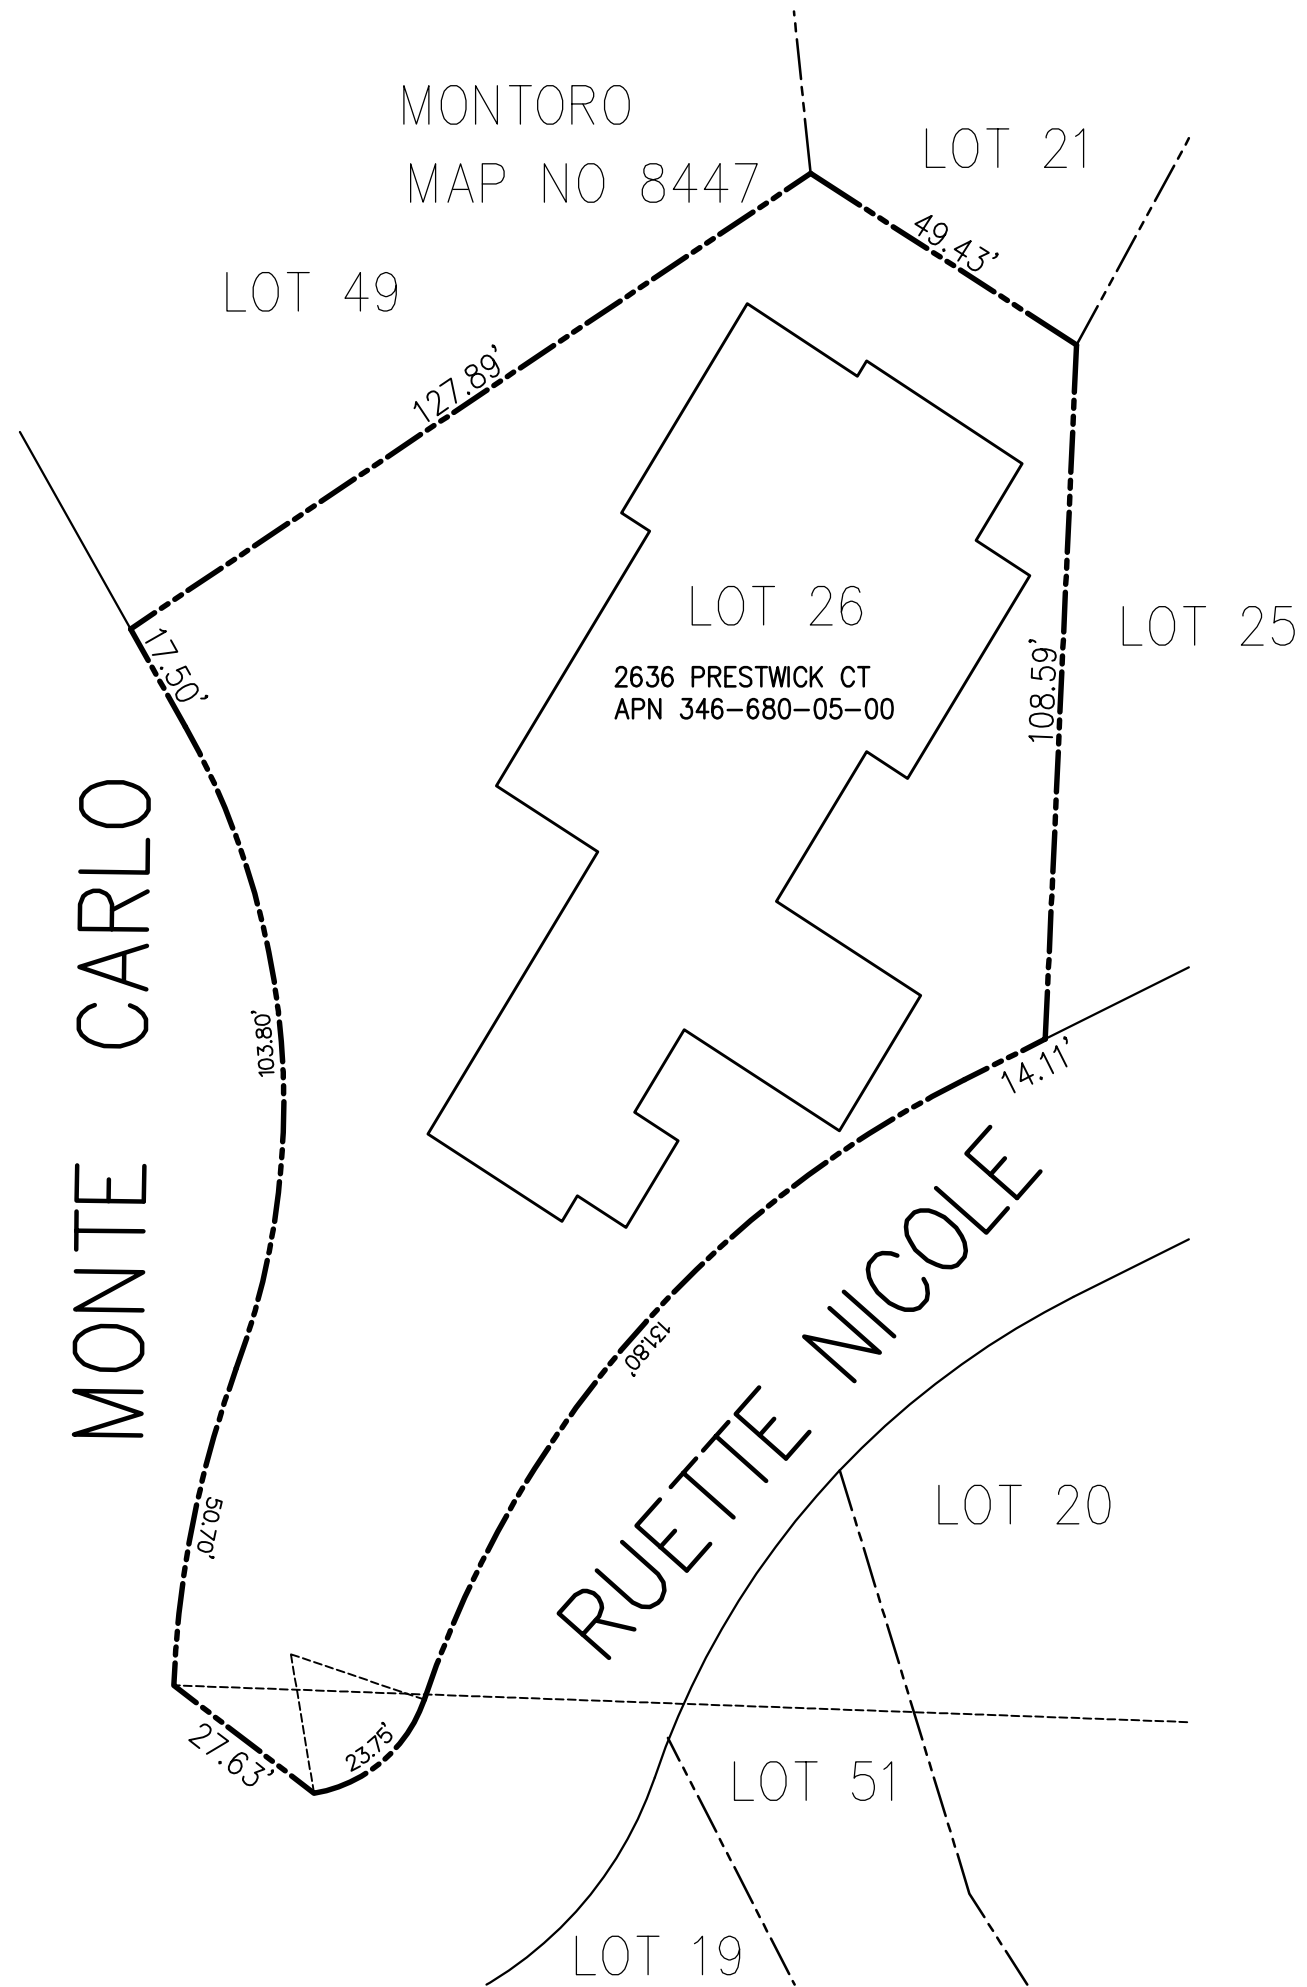 MONTORO
MAP NO 8447
LOT 21
49.43'
LOT 49
127.89'
LOT 26
2636 PRESTWICK CT
APN 346-680-05-00
LOT 25
108.59'
17.50'
MONTE CARLO
103.80'
14.11'
RUETTE NICOLE
131.80'
50.70'
LOT 20
27.63'
23.75'
LOT 51
LOT 19